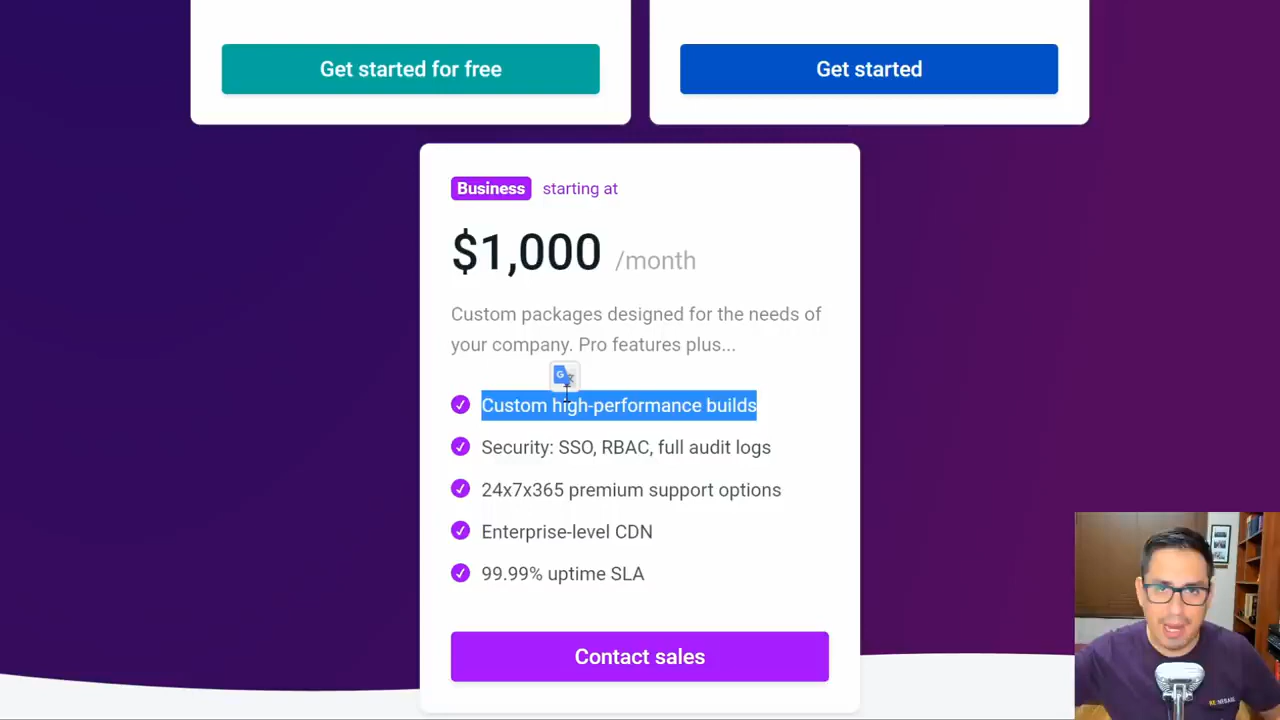 Get started for free
Get started
Business starting at
$1,000 /month
Custom packages designed for the needs of
your company. Pro features plus...
Custom high-performance builds
Security: SSO, RBAC, full audit logs
24x7x365 premium support options
Enterprise-level CDN
99.99% uptime SLA
Contact sales